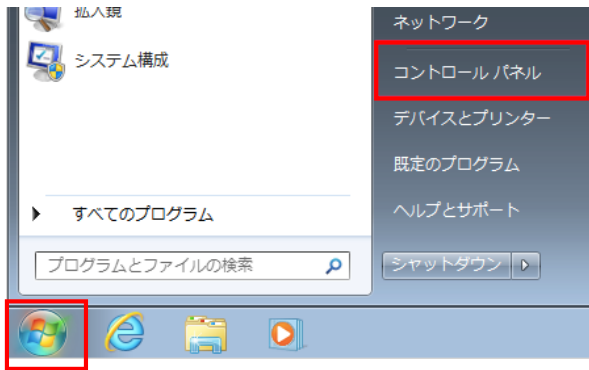 拡大鏡
システム構成
すべてのプログラム
プログラムとファイルの検索
ネットワーク
コントロール パネル
デバイスとプリンター
既定のプログラム
ヘルプとサポート
シャットダウン